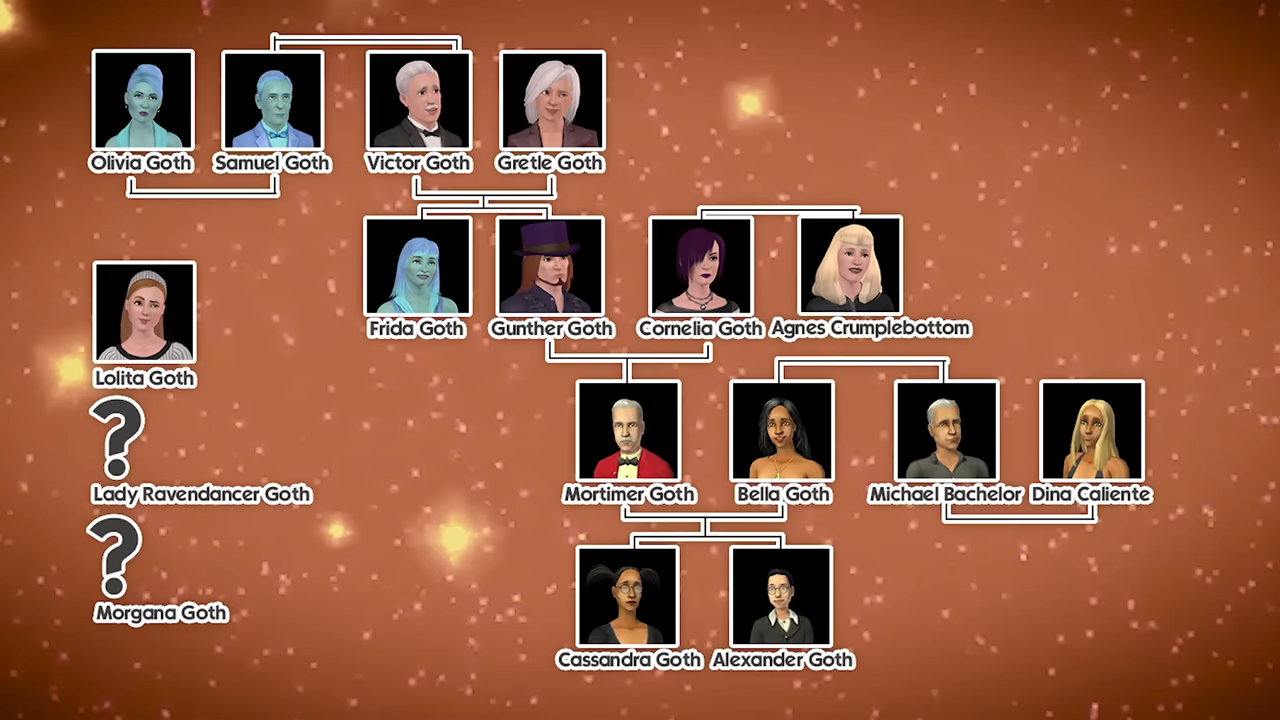 Olivia Goth
Samuel Goth
Victor Goth
Gretle Goth
Frida Goth
Gunther Goth
Cornelia Goth
Agnes Crumplebottom
Lolita Goth
?
Lady Ravendancer Goth
?
Morgana Goth
Mortimer Goth
Bella Goth
Michael Bachelor
Dina Caliente
Cassandra Goth
Alexander Goth